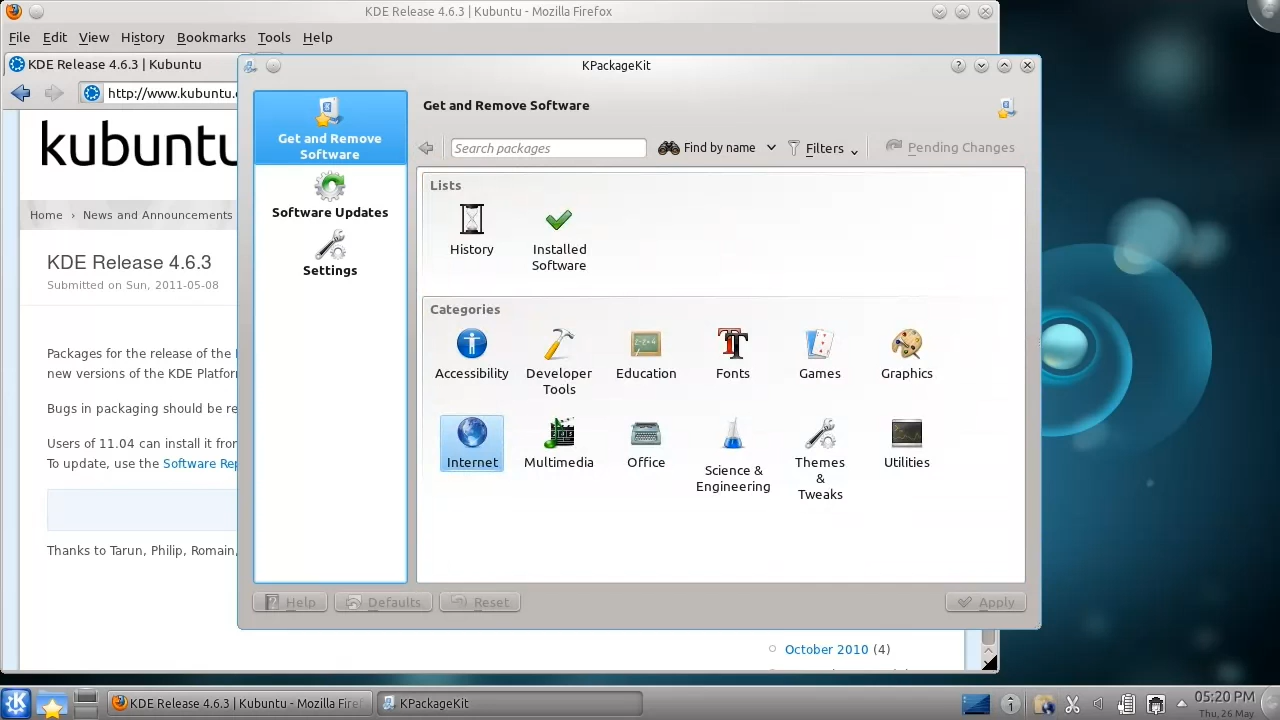 KDE Release 4.6.3 | Kubuntu - Mozilla Firefox
File Edit View History Bookmarks Tools Help
KDE Release 4.6.3 | Kubuntu
http://www.kubuntu.
kubuntu
Home › News and Announcements
KDE Release 4.6.3
Submitted on Sun, 2011-05-08
Packages for the release of the
new versions of the KDE Platfor
Bugs in packaging should be re
Users of 11.04 can install it from
To update, use the Software Rep
Thanks to Tarun, Philip, Romain,
October 2010 (4)
KPackageKit
Get and Remove
Software
Software Updates
Settings
Get and Remove Software
Search packages
Find by name
Filters
Pending Changes
Lists
History
Installed
Software
Categories
Accessibility
Developer
Tools
Education
Fonts
Games
Graphics
Internet
Multimedia
Office
Science &
Engineering
Themes
&
Tweaks
Utilities
Help Defaults Reset Apply
KDE Release 4.6.3 | Kubuntu - Mozilla Firef
KPackageKit
05:20 PM
Thu, 26 May